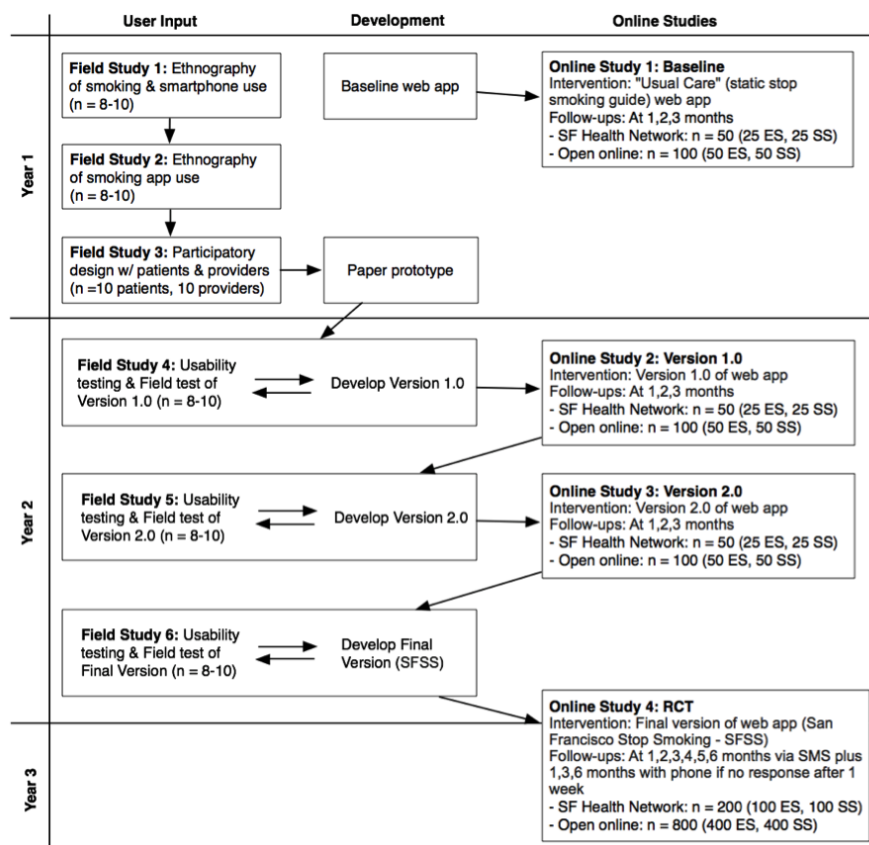 User Input
Development
Online Studies
Year 1
Field Study 1: Ethnography
of smoking & smartphone use
(n = 8-10)
Baseline web app
Online Study 1: Baseline
Intervention: "Usual Care" (static stop
smoking guide) web app
Follow-ups: At 1,2,3 months
- SF Health Network: n = 50 (25 ES, 25 SS)
- Open online: n = 100 (50 ES, 50 SS)
Field Study 2: Ethnography
of smoking app use
(n = 8-10)
Field Study 3: Participatory
design w/ patients & providers
(n =10 patients, 10 providers)
Paper prototype
Year 2
Field Study 4: Usability
testing & Field test of
Version 1.0 (n = 8-10)
Develop Version 1.0
Online Study 2: Version 1.0
Intervention: Version 1.0 of web app
Follow-ups: At 1,2,3 months
- SF Health Network: n = 50 (25 ES, 25 SS)
- Open online: n = 100 (50 ES, 50 SS)
Field Study 5: Usability
testing & Field test of
Version 2.0 (n = 8-10)
Develop Version 2.0
Online Study 3: Version 2.0
Intervention: Version 2.0 of web app
Follow-ups: At 1,2,3 months
- SF Health Network: n = 50 (25 ES, 25 SS)
- Open online: n = 100 (50 ES, 50 SS)
Field Study 6: Usability
testing & Field test of
Final Version (n = 8-10)
Develop Final
Version (SFSS)
Year 3
Online Study 4: RCT
Intervention: Final version of web app (San
Francisco Stop Smoking - SFSS)
Follow-ups: At 1,2,3,4,5,6 months via SMS plus
1,3,6 months with phone if no response after 1
week
- SF Health Network: n = 200 (100 ES, 100 SS)
- Open online: n = 800 (400 ES, 400 SS)